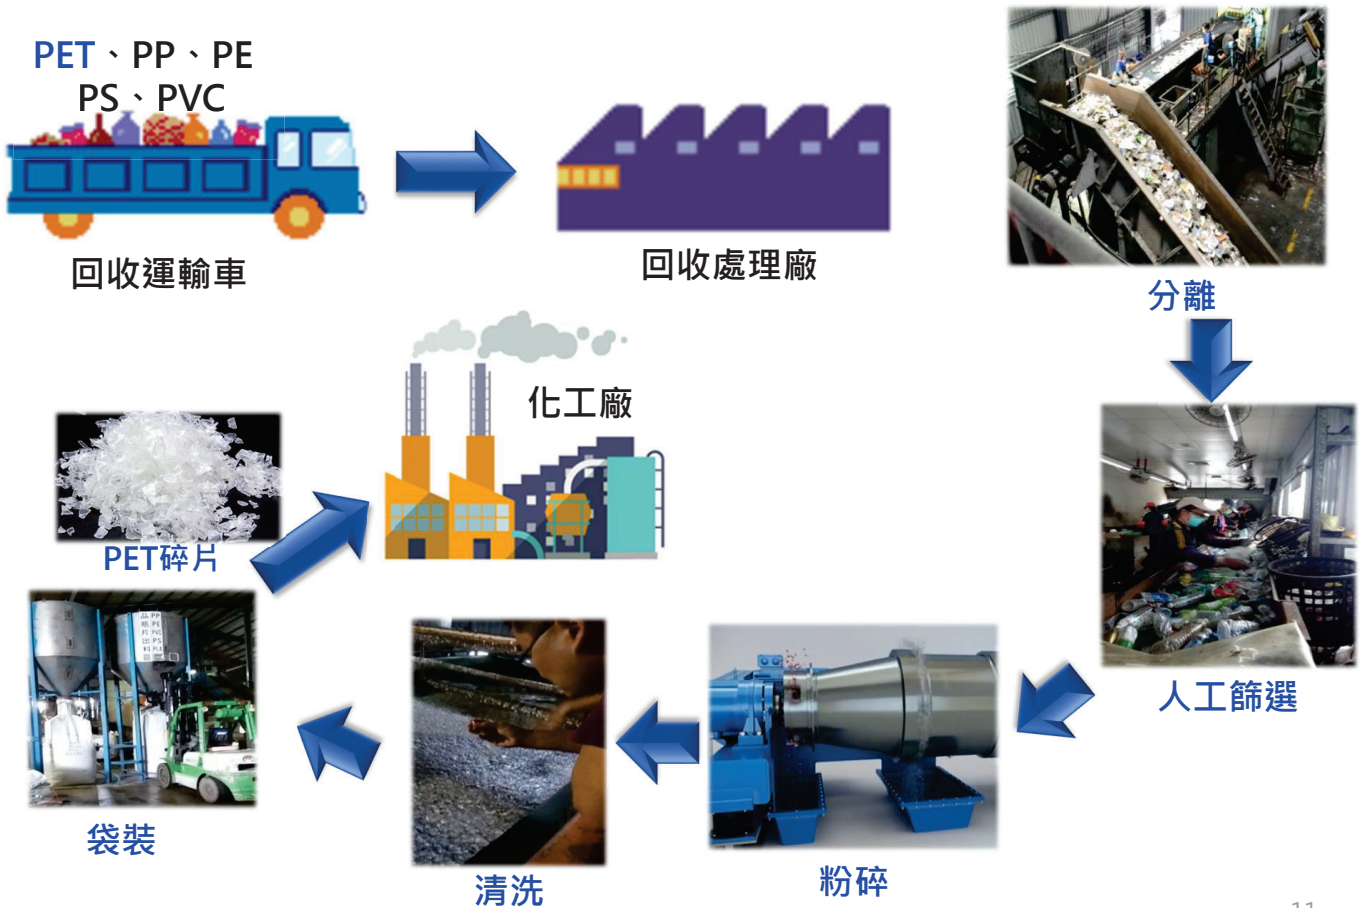 PET、PP、PE
PS、PVC
回收運輸車
回收處理廠
分離
化工廠
PET碎片
人工篩選
袋裝
清洗
粉碎
11